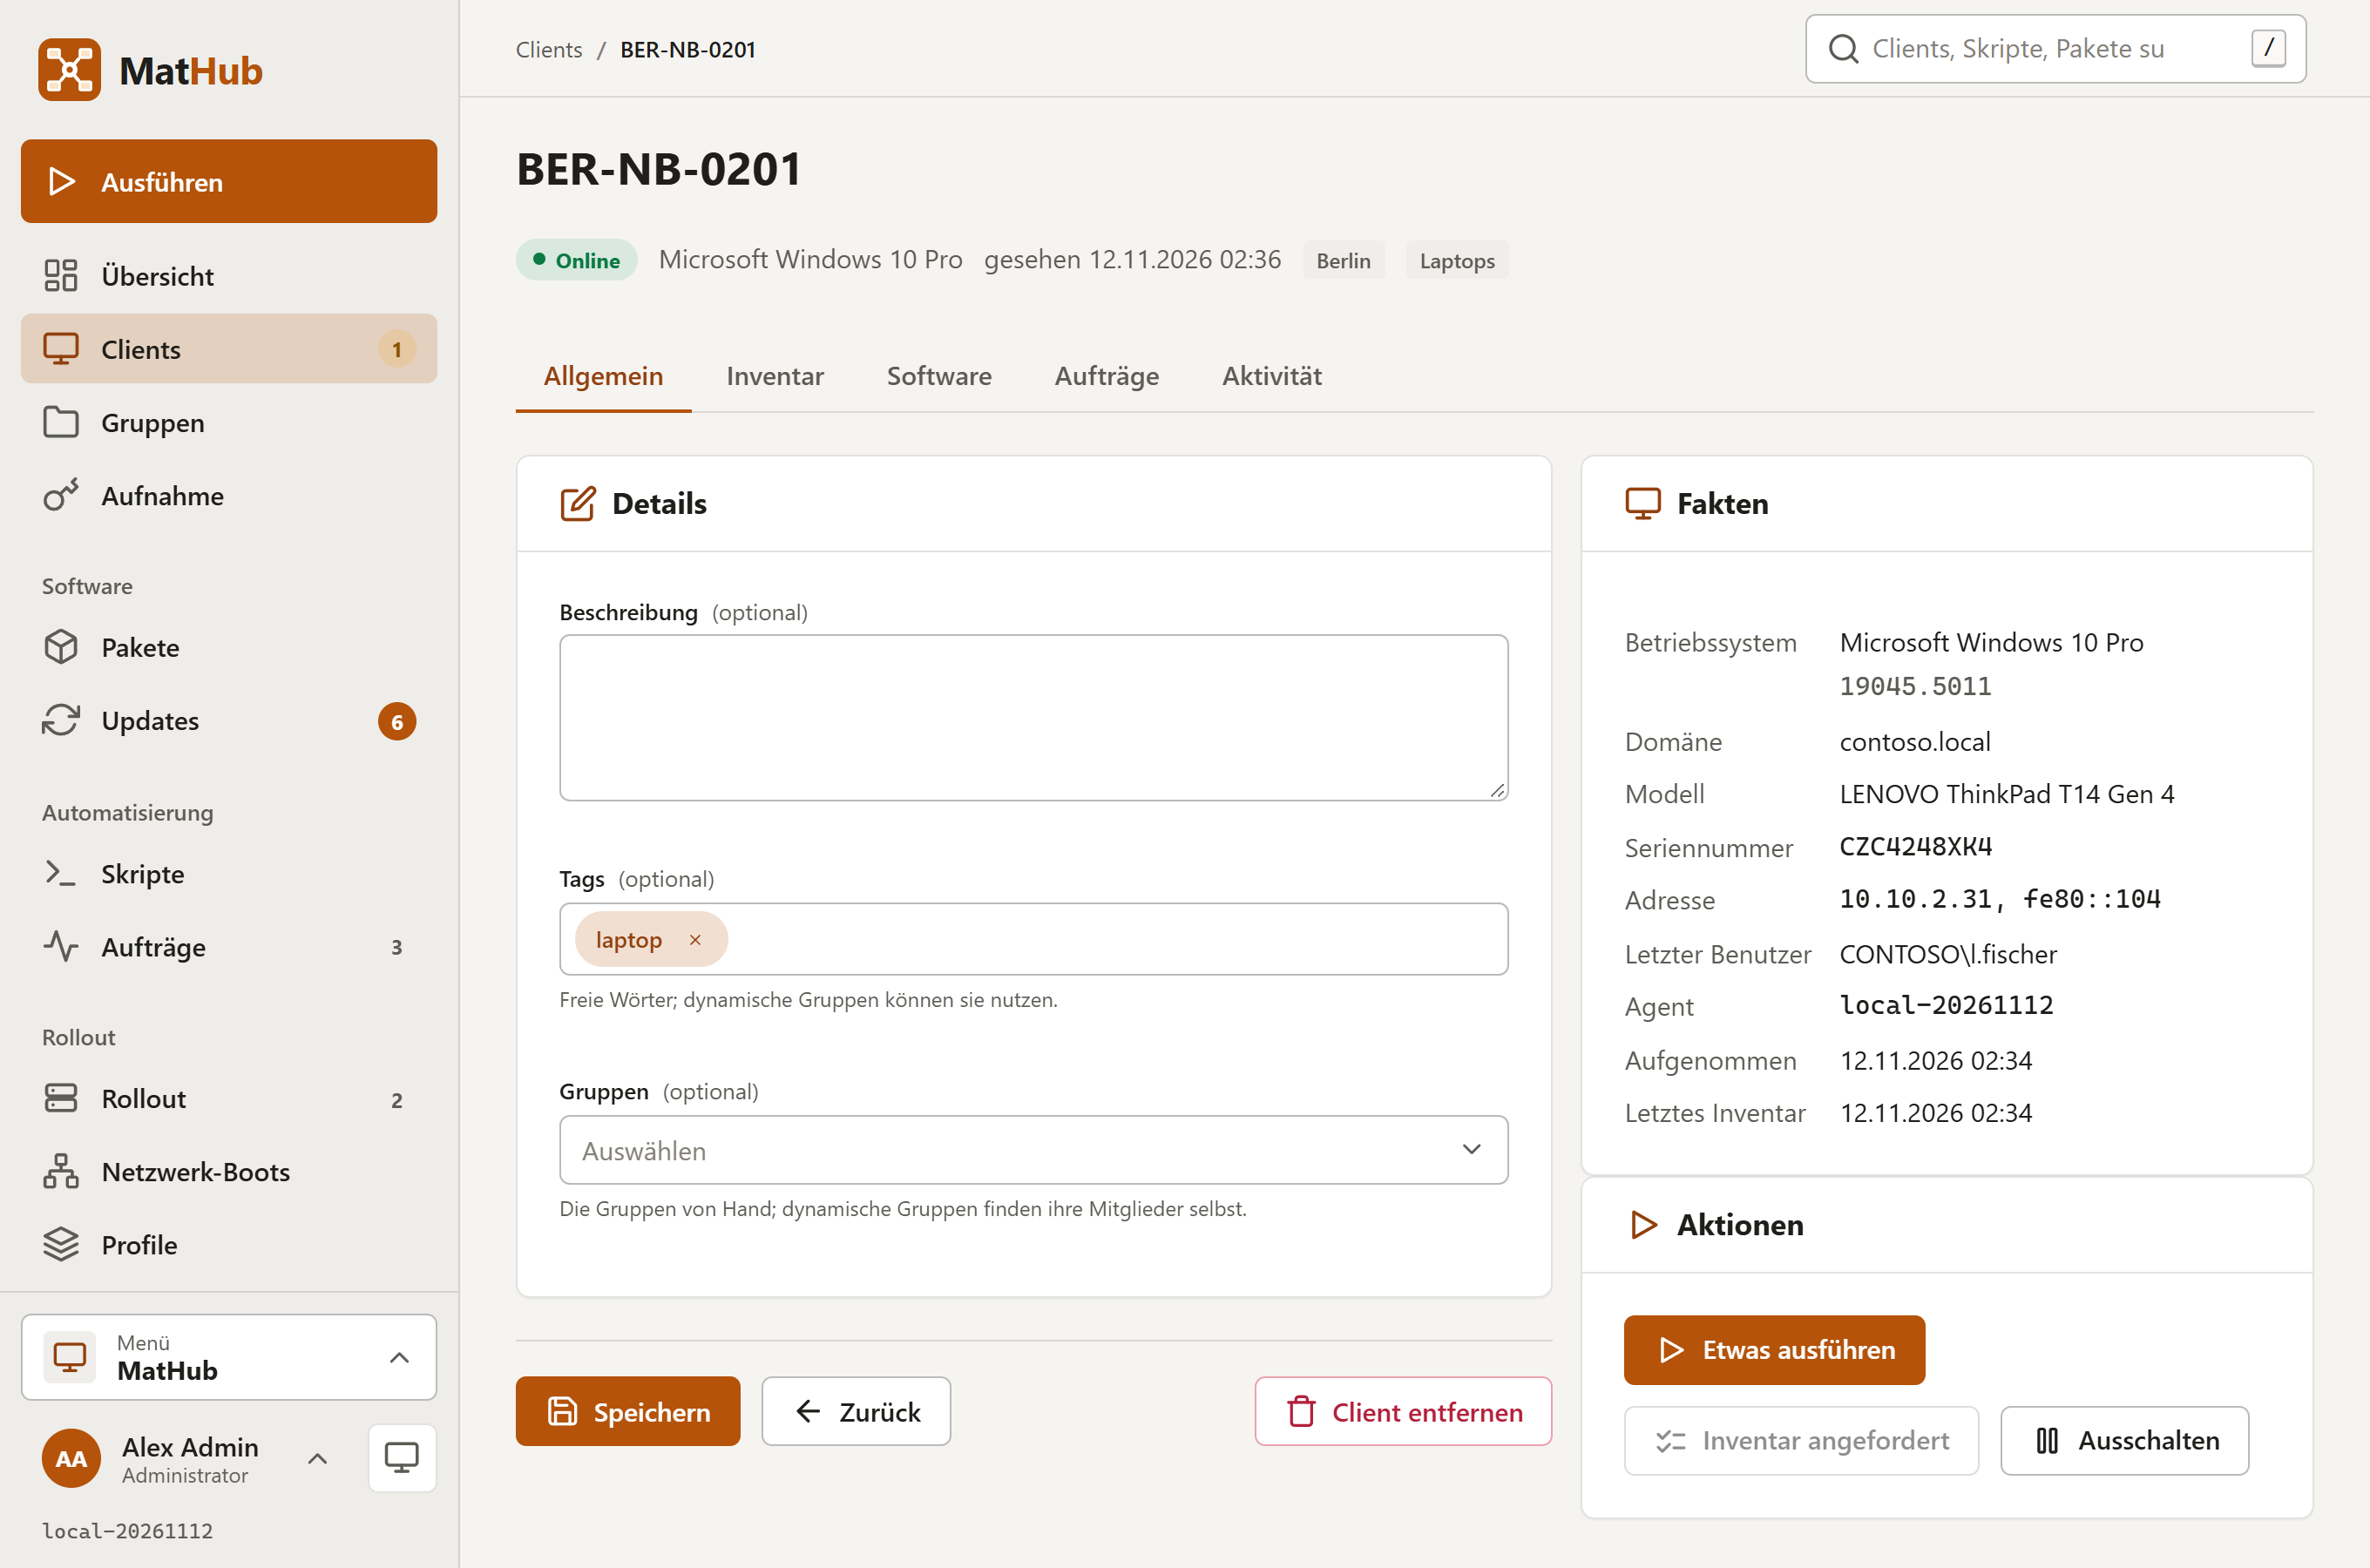 MatHub
Ausführen
Übersicht
Clients 1
Gruppen
Aufnahme
Software
Pakete
Updates 6
Automatisierung
Skripte
Aufträge 3
Rollout
Rollout 2
Netzwerk-Boots
Profile
Menü
MatHub
AA
Alex Admin
Administrator
local-20261112
Clients / BER-NB-0201
Clients, Skripte, Pakete su /
BER-NB-0201
Online Microsoft Windows 10 Pro gesehen 12.11.2026 02:36 Berlin Laptops
Allgemein Inventar Software Aufträge Aktivität
Details
Beschreibung (optional)
Tags (optional)
laptop ×
Freie Wörter; dynamische Gruppen können sie nutzen.
Gruppen (optional)
Auswählen
Die Gruppen von Hand; dynamische Gruppen finden ihre Mitglieder selbst.
Speichern Zurück Client entfernen
Fakten
Betriebssystem Microsoft Windows 10 Pro
19045.5011
Domäne contoso.local
Modell LENOVO ThinkPad T14 Gen 4
Seriennummer CZC4248XK4
Adresse 10.10.2.31, fe80::104
Letzter Benutzer CONTOSO\l.fischer
Agent local-20261112
Aufgenommen 12.11.2026 02:34
Letztes Inventar 12.11.2026 02:34
Aktionen
Etwas ausführen
Inventar angefordert Ausschalten